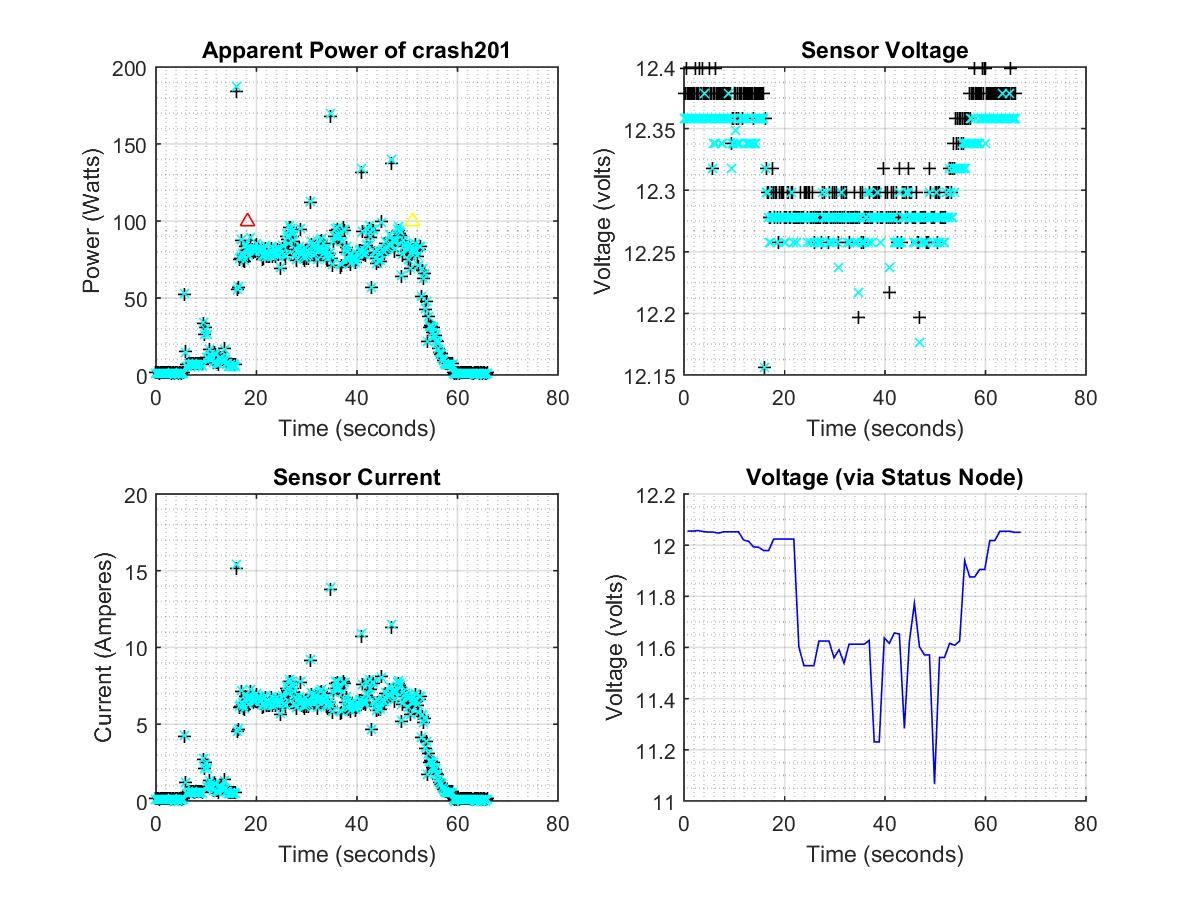 Apparent Power of crash201
200
150
100
50
0
Power (Watts)
0 20 40 60 80
Time (seconds)
Sensor Voltage
12.4
12.35
12.3
12.25
12.2
12.15
Voltage (volts)
0 20 40 60 80
Time (seconds)
Sensor Current
20
15
10
5
0
Current (Amperes)
0 20 40 60 80
Time (seconds)
Voltage (via Status Node)
12.2
12
11.8
11.6
11.4
11.2
11
Voltage (volts)
0 20 40 60 80
Time (seconds)